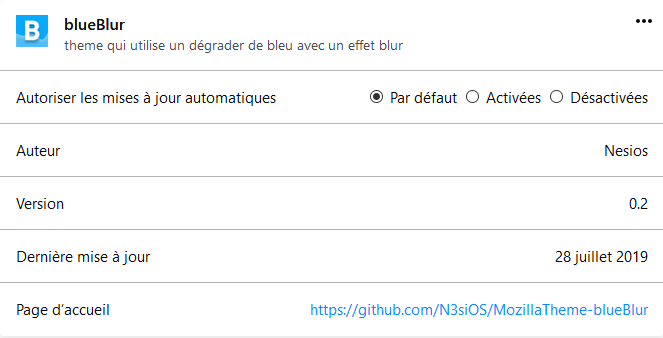 B
blueBlur
theme qui utilise un dégrader de bleu avec un effet blur
Autoriser les mises à jour automatiques Par défaut Activées Désactivées
Auteur Nesios
Version 0.2
Dernière mise à jour 28 juillet 2019
Page d’accueil https://github.com/N3siOS/MozillaTheme-blueBlur